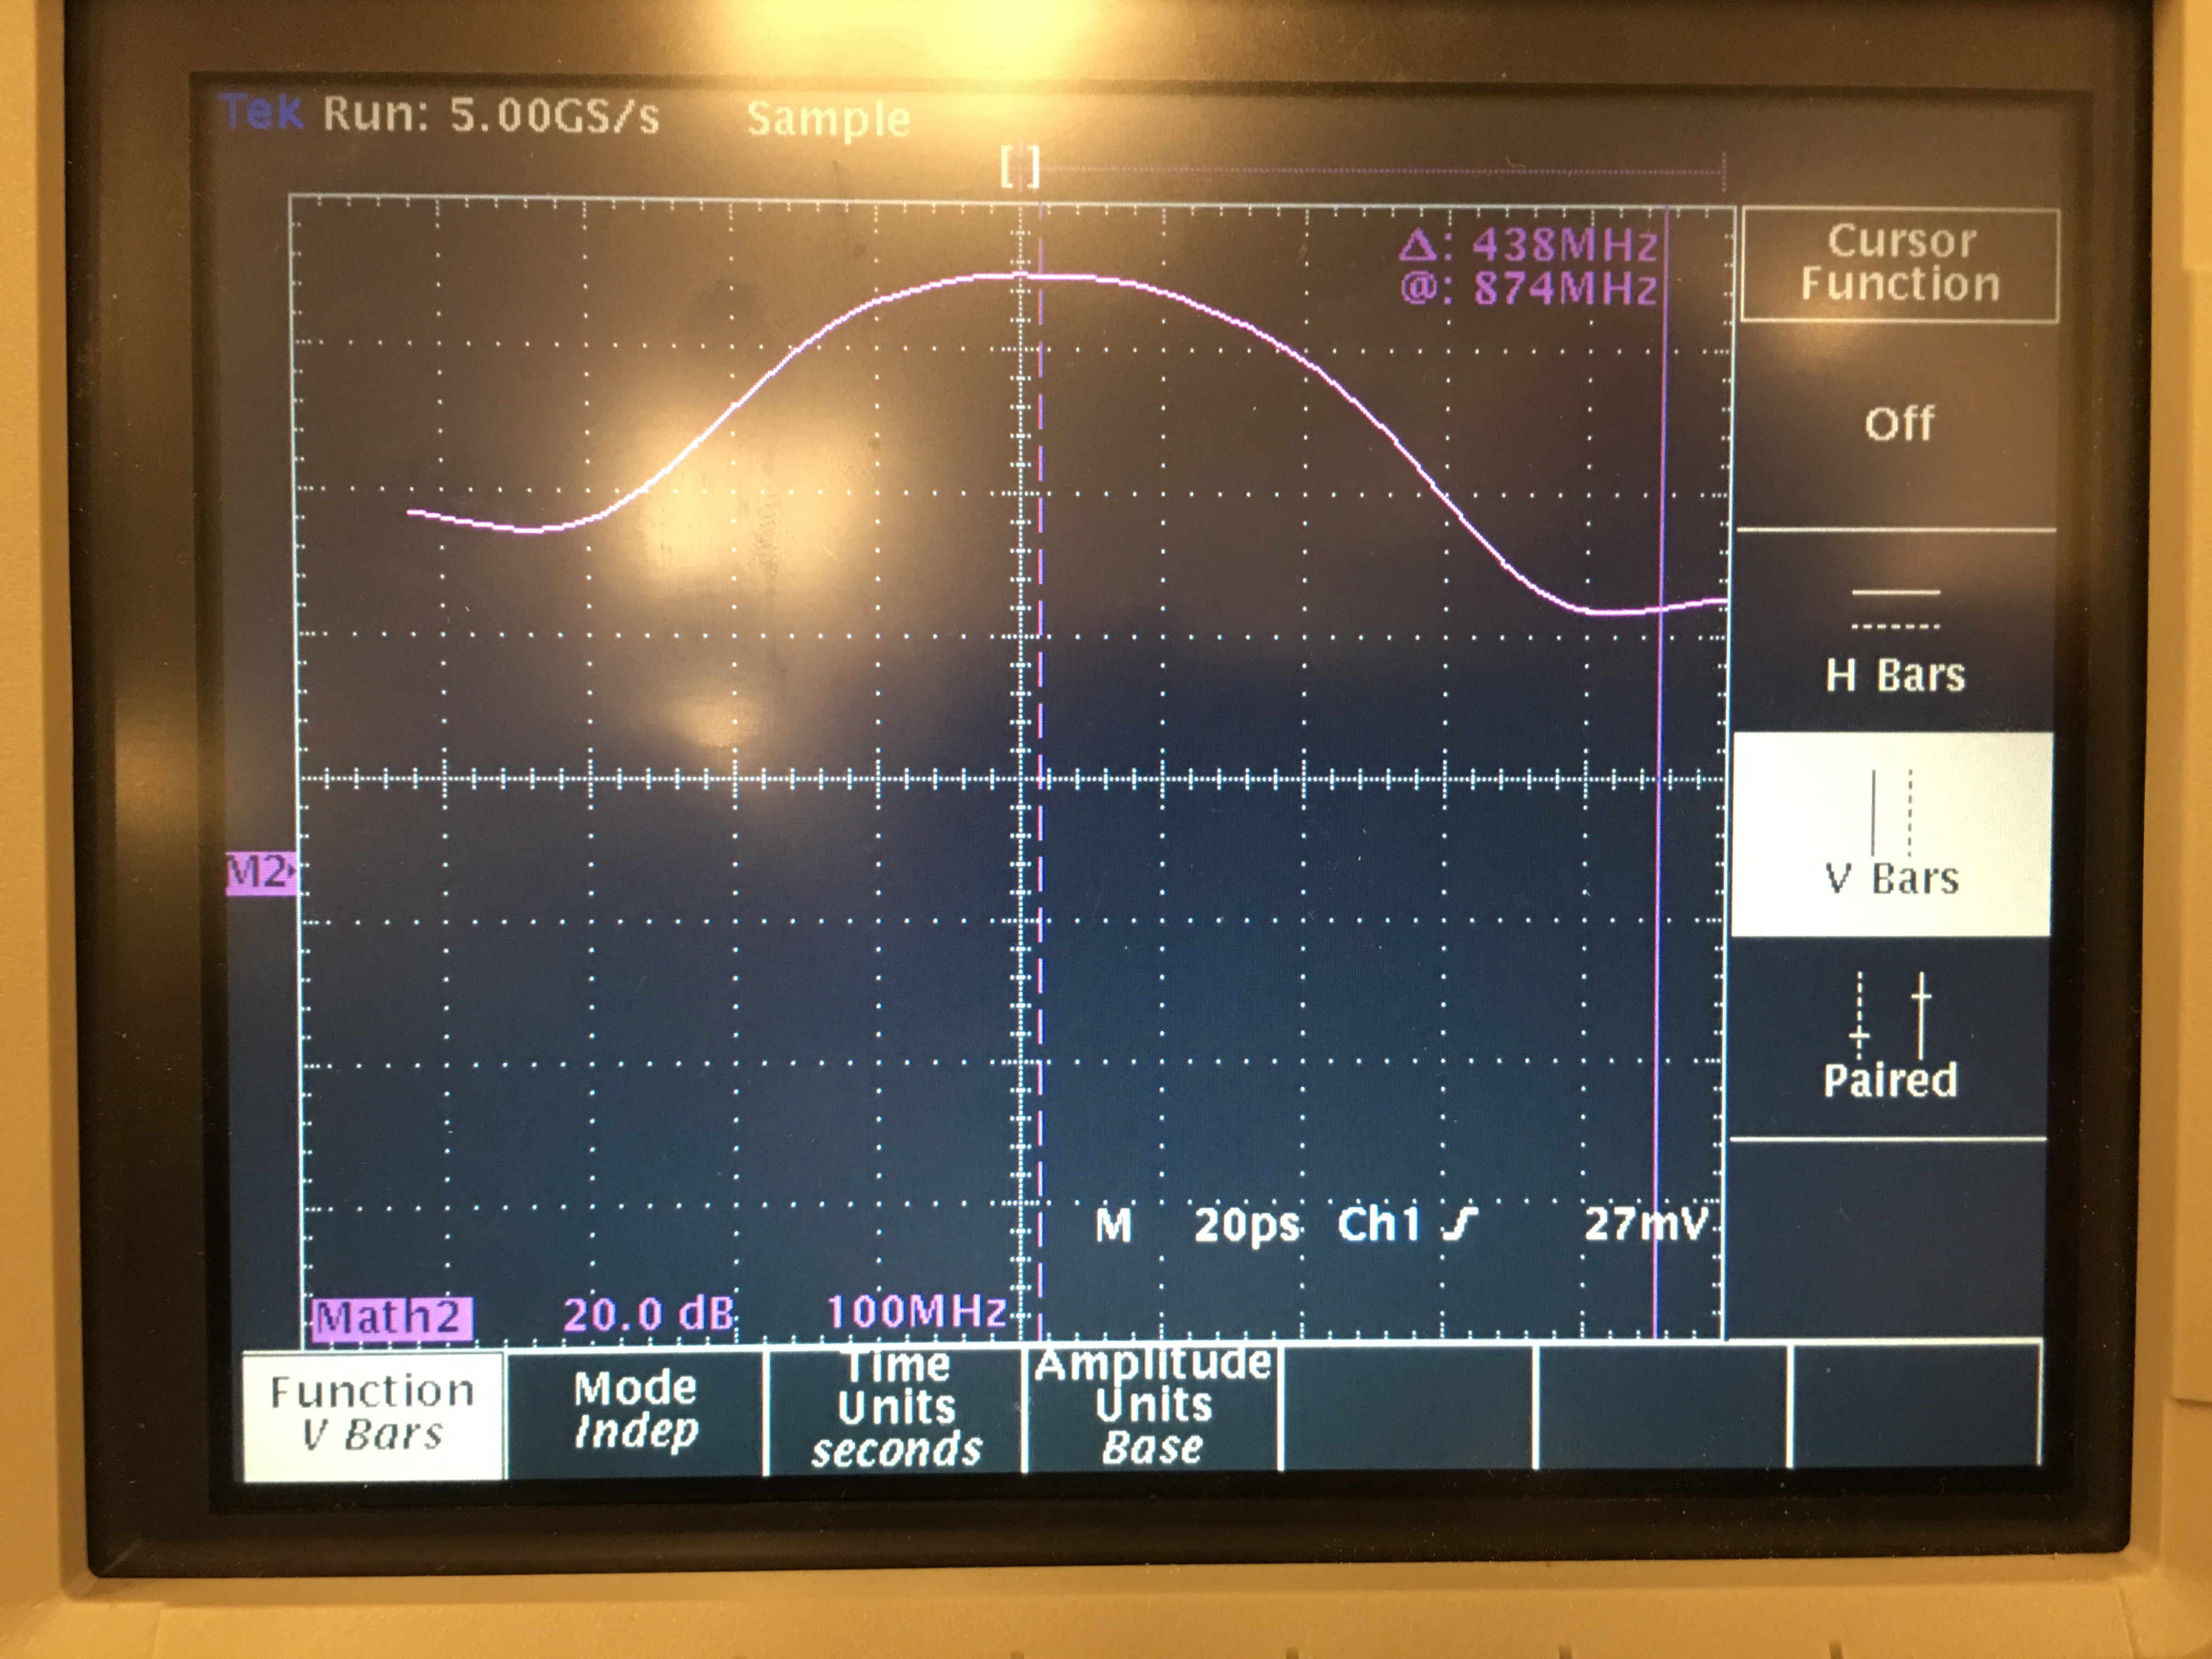 Tek Run: 5.00GS/s Sample
[ ]
Δ: 438MHz
@: 874MHz
Cursor
Function
Off
H Bars
M2
V Bars
Paired
M 20ps Ch1 27mV
Math2 20.0 dB 100MHz
Function
V Bars
Mode
Indep
Time
Units
seconds
Amplitude
Units
Base